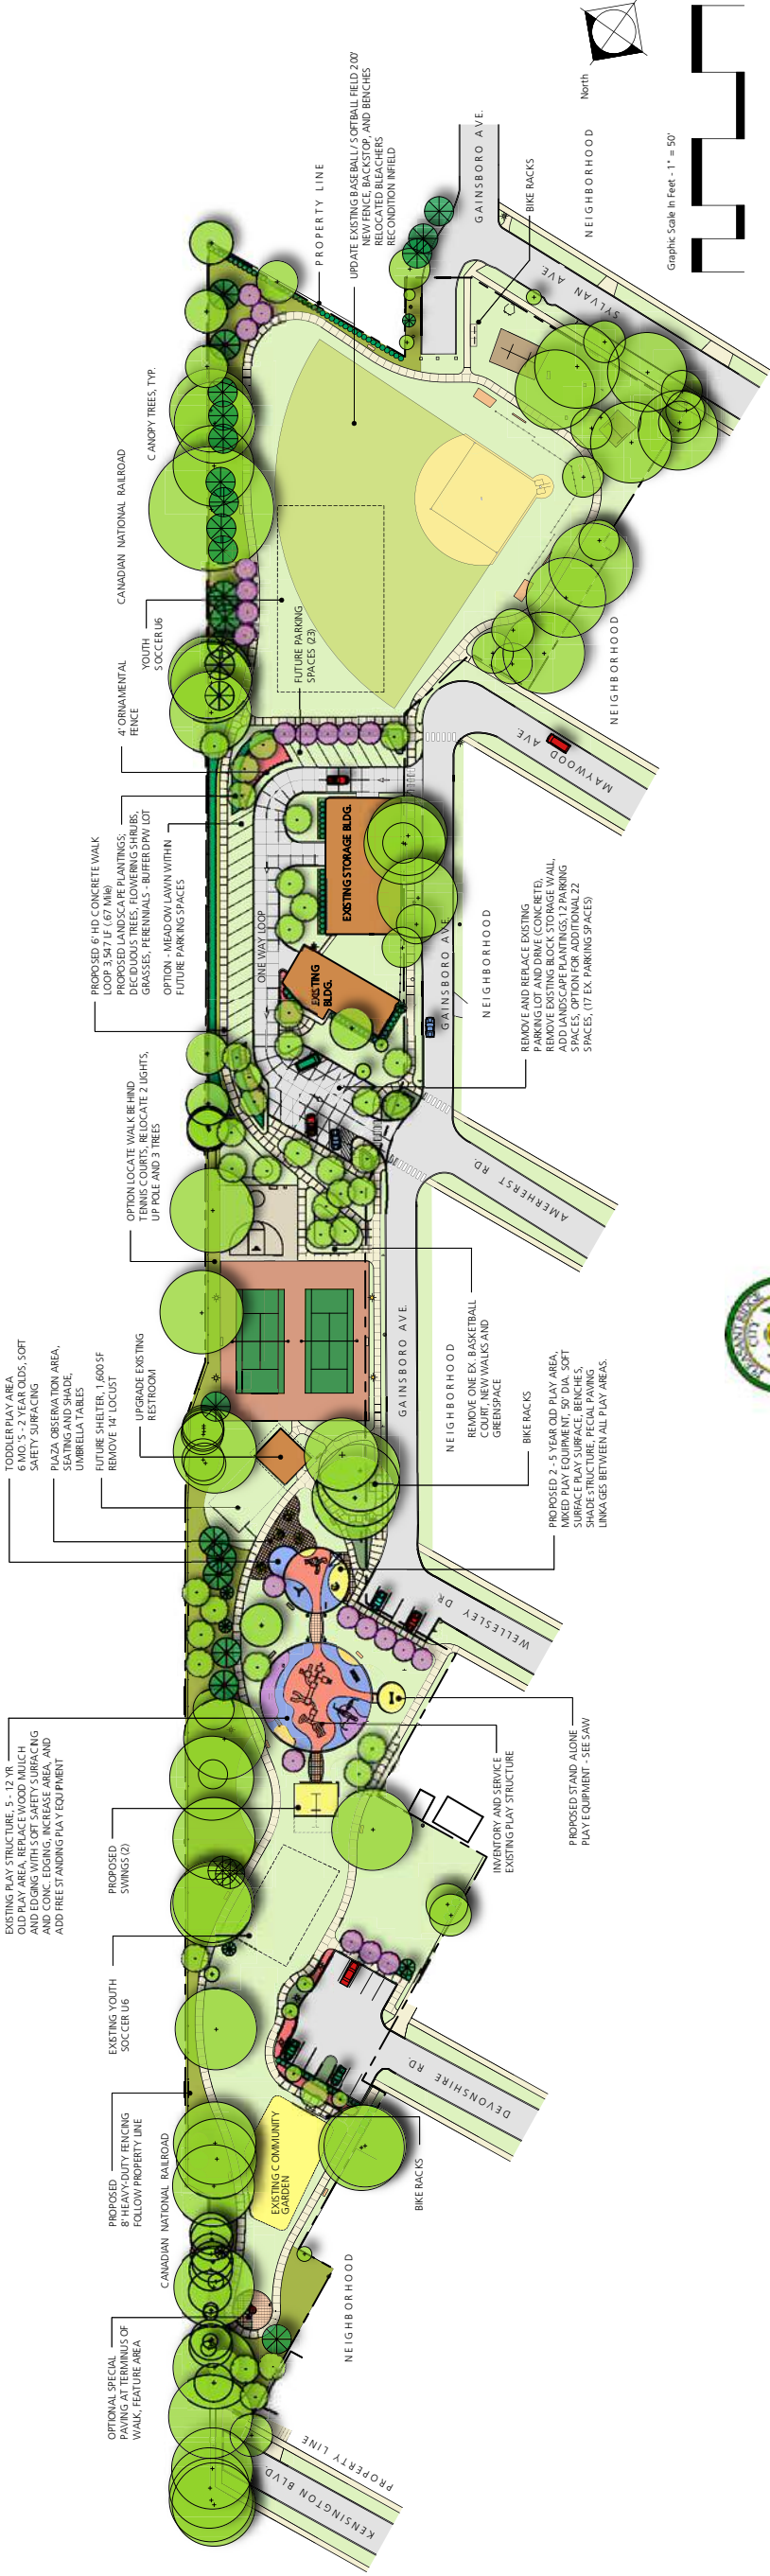 OPTIONAL SPECIAL
PAVING AT TERMINUS OF
WALK, FEATURE AREA
PROPOSED
8' HEAVY-DUTY FENCING
FOLLOW PROPERTY LINE
CANADIAN NATIONAL RAILROAD
EXISTING YOUTH
SOCCER U6
PROPOSED
SWINGS (2)
EXISTING PLAY STRUCTURE, 5 - 12 YR
OLD PLAY AREA, REPLACE WOOD MULCH
AND EDGING WITH SOFT SAFETY SURFACING
AND CONC. EDGING, INCREASE AREA, AND
ADD FREE STANDING PLAY EQUIPMENT
TODDLER PLAY AREA
6 MO.'S - 2 YEAR OLDS, SOFT
SAFETY SURFACING
PLAZA OBSERVATION AREA,
SEATING AND SHADE,
UMBRELLA TABLES
FUTURE SHELTER, 1,600 SF
REMOVE 14' LOCUST
UPGRADE EXISTING
RESTROOM
OPTION LOCATE WALK BEHIND
TENNIS COURTS, RELOCATE 2 LIGHTS,
UP POLE AND 3 TREES
PROPOSED 6' HD CONCRETE WALK
LOOP 3,547 LF (.67 Mile)
PROPOSED LANDSCAPE PLANTINGS;
DECIDUOUS TREES, FLOWERING SHRUBS,
GRASSES, PERENNIALS - BUFFER DPW LOT
OPTION - MEADOW LAWN WITHIN
FUTURE PARKING SPACES
4' ORNAMENTAL
FENCE
YOUTH
SOCCER U6
CANADIAN NATIONAL RAILROAD
CANOPY TREES, TYP.
FUTURE PARKING
SPACES (23)
PROPERTY LINE
UPDATE EXISTING BASEBALL / SOFTBALL FIELD 200'
NEW FENCE, BACKSTOP, AND BENCHES
RELOCATED BLEACHERS
RECONDITION INFIELD
GAINSBORO AVE.
BIKE RACKS
NEIGHBORHOOD
SYLVAN AVE
North
Graphic Scale In Feet - 1" = 50'
NEIGHBORHOOD
MAYWOOD AVE
EXISTING STORAGE BLDG.
EXISTING
BLDG.
ONE WAY LOOP
GAINSBORO AVE.
NEIGHBORHOOD
REMOVE AND REPLACE EXISTING
PARKING LOT AND DRIVE (CONCRETE),
REMOVE EXISTING BLOCK STORAGE WALL,
ADD LANDSCAPE PLANTINGS,12 PARKING
SPACES, OPTION FOR ADDITIONAL 22
SPACES, (17 EX. PARKING SPACES)
AMERHERST RD.
GAINSBORO AVE.
NEIGHBORHOOD
REMOVE ONE EX. BASKETBALL
COURT, NEW WALKS AND
GREENSPACE
BIKE RACKS
PROPOSED 2 - 5 YEAR OLD PLAY AREA,
MIXED PLAY EQUIPMENT, 50' DIA. SOFT
SURFACE PLAY SURFACE, BENCHES,
SHADE STRUCTURE, PECIAL PAVING
LINKAGES BETWEEN ALL PLAY AREAS.
WELLESLEY DR.
INVENTORY AND SERVICE
EXISTING PLAY STRUCTURE
PROPOSED STAND ALONE
PLAY EQUIPMENT - SEE SAW
DEVONSHIRE RD.
BIKE RACKS
EXISTING COMMUNITY
GARDEN
NEIGHBORHOOD
PROPERTY LINE
KENSINGTON BLVD.